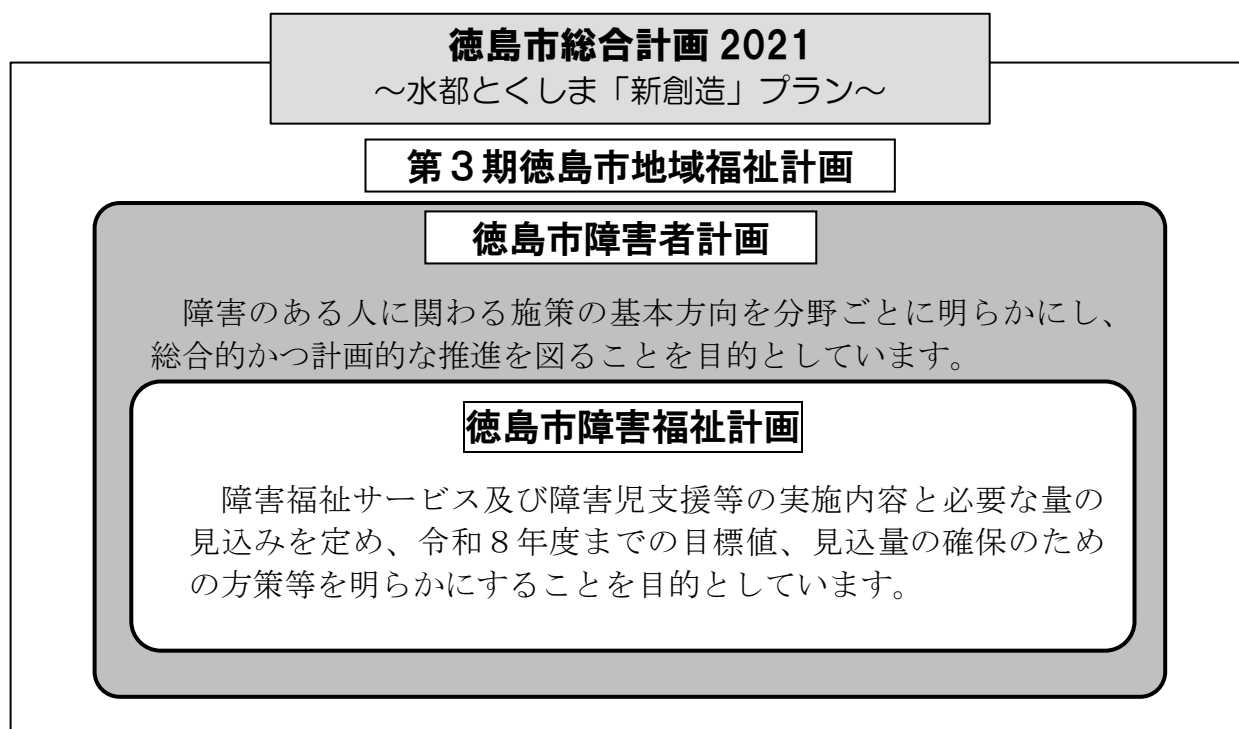 徳島市総合計画 2021
～水都とくしま「新創造」プラン～
第３期徳島市地域福祉計画
徳島市障害者計画
障害のある人に関わる施策の基本方向を分野ごとに明らかにし、
総合的かつ計画的な推進を図ることを目的としています。
徳島市障害福祉計画
障害福祉サービス及び障害児支援等の実施内容と必要な量の
見込みを定め、令和８年度までの目標値、見込量の確保のため
の方策等を明らかにすることを目的としています。